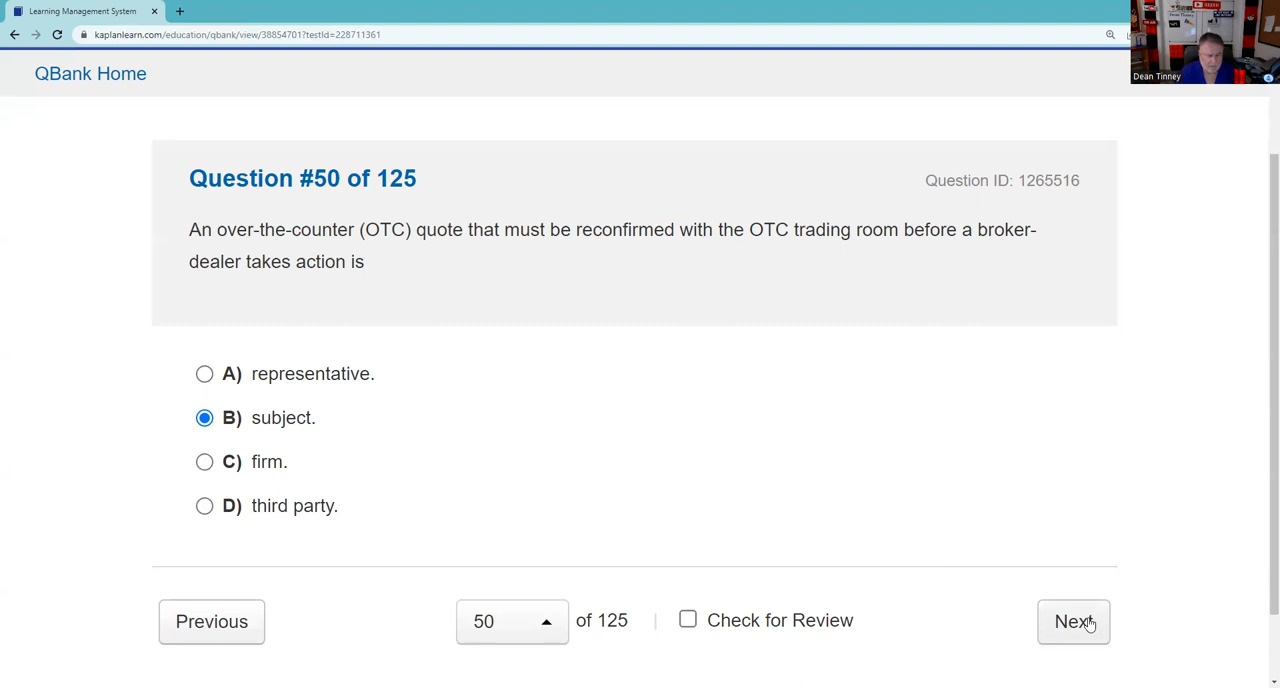 Learning Management System
kaplanlearn.com/education/qbank/view/38854701?testId=228711361
Dean Tinney
QBank Home
Question #50 of 125
Question ID: 1265516
An over-the-counter (OTC) quote that must be reconfirmed with the OTC trading room before a broker-
dealer takes action is
A) representative.
B) subject.
C) firm.
D) third party.
Previous
50
of 125
Check for Review
Next